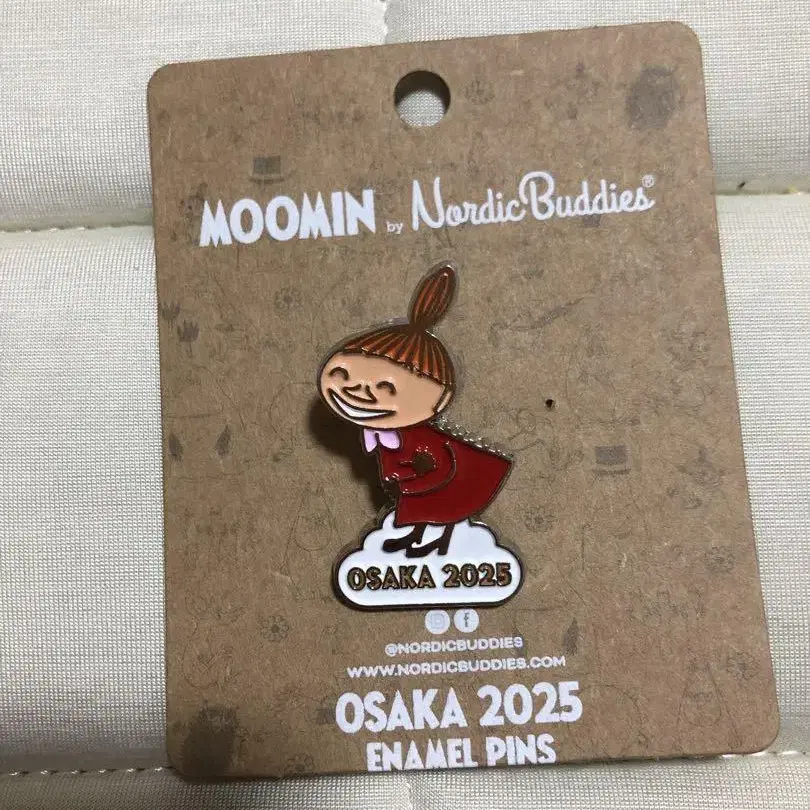 MOOMIN by NordicBuddies®
OSAKA 2025
@NORDICBUDDIES
WWW.NORDICBUDDIES.COM
OSAKA 2025
ENAMEL PINS